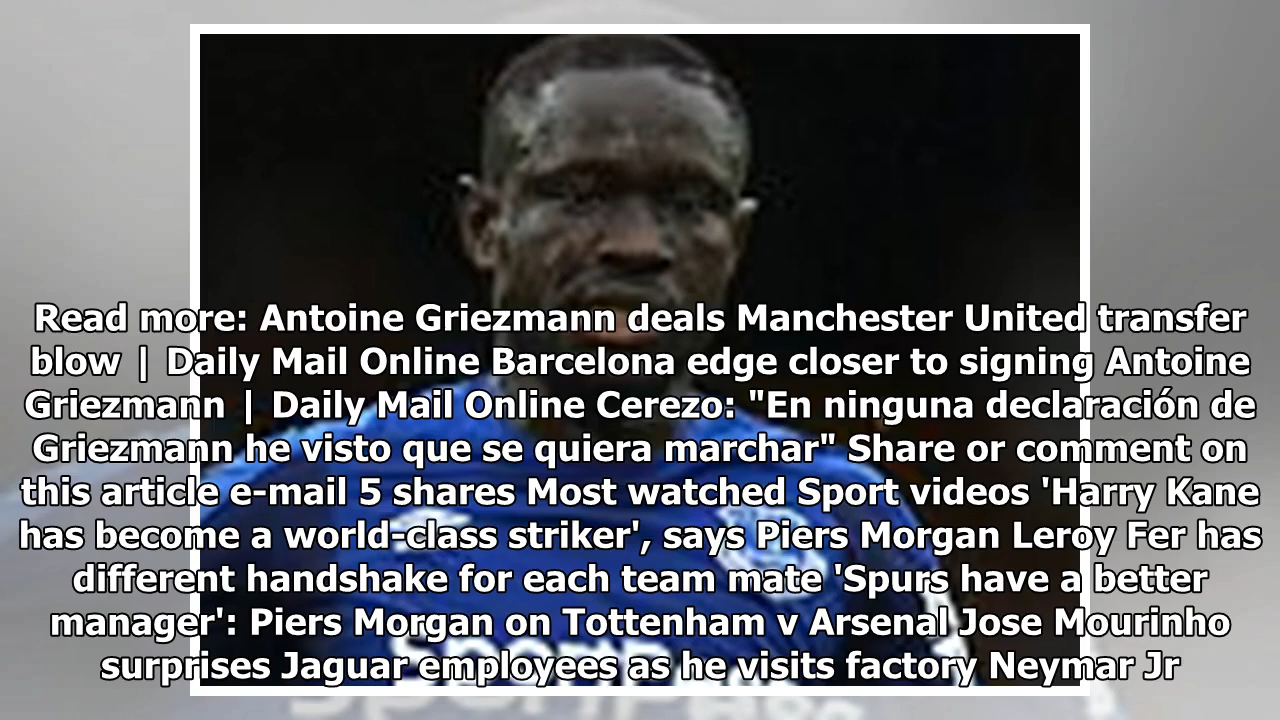 Read more: Antoine Griezmann deals Manchester United transfer
blow | Daily Mail Online Barcelona edge closer to signing Antoine
Griezmann | Daily Mail Online Cerezo: "En ninguna declaración de
Griezmann he visto que se quiera marchar" Share or comment on
this article e-mail 5 shares Most watched Sport videos 'Harry Kane
has become a world-class striker', says Piers Morgan Leroy Fer has
different handshake for each team mate 'Spurs have a better
manager': Piers Morgan on Tottenham v Arsenal Jose Mourinho
surprises Jaguar employees as he visits factory Neymar Jr